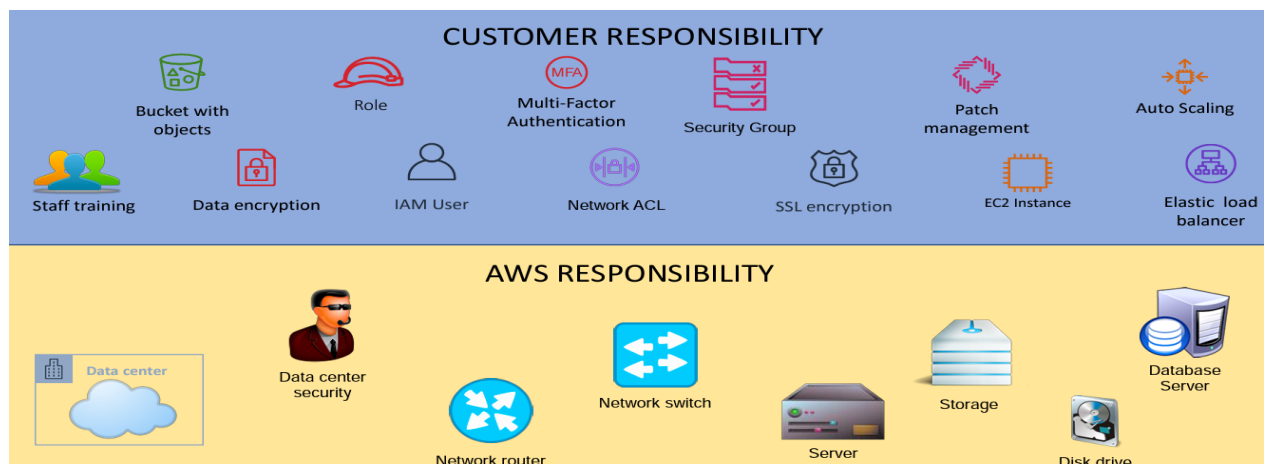 CUSTOMER RESPONSIBILITY
Bucket with
objects
Role
MFA
Multi-Factor
Authentication
Security Group
Patch
management
Auto Scaling
Staff training
Data encryption
IAM User
Network ACL
SSL encryption
EC2 Instance
Elastic load
balancer
AWS RESPONSIBILITY
Data center
Data center
security
Network router
Network switch
Server
Storage
Disk drive
Database
Server